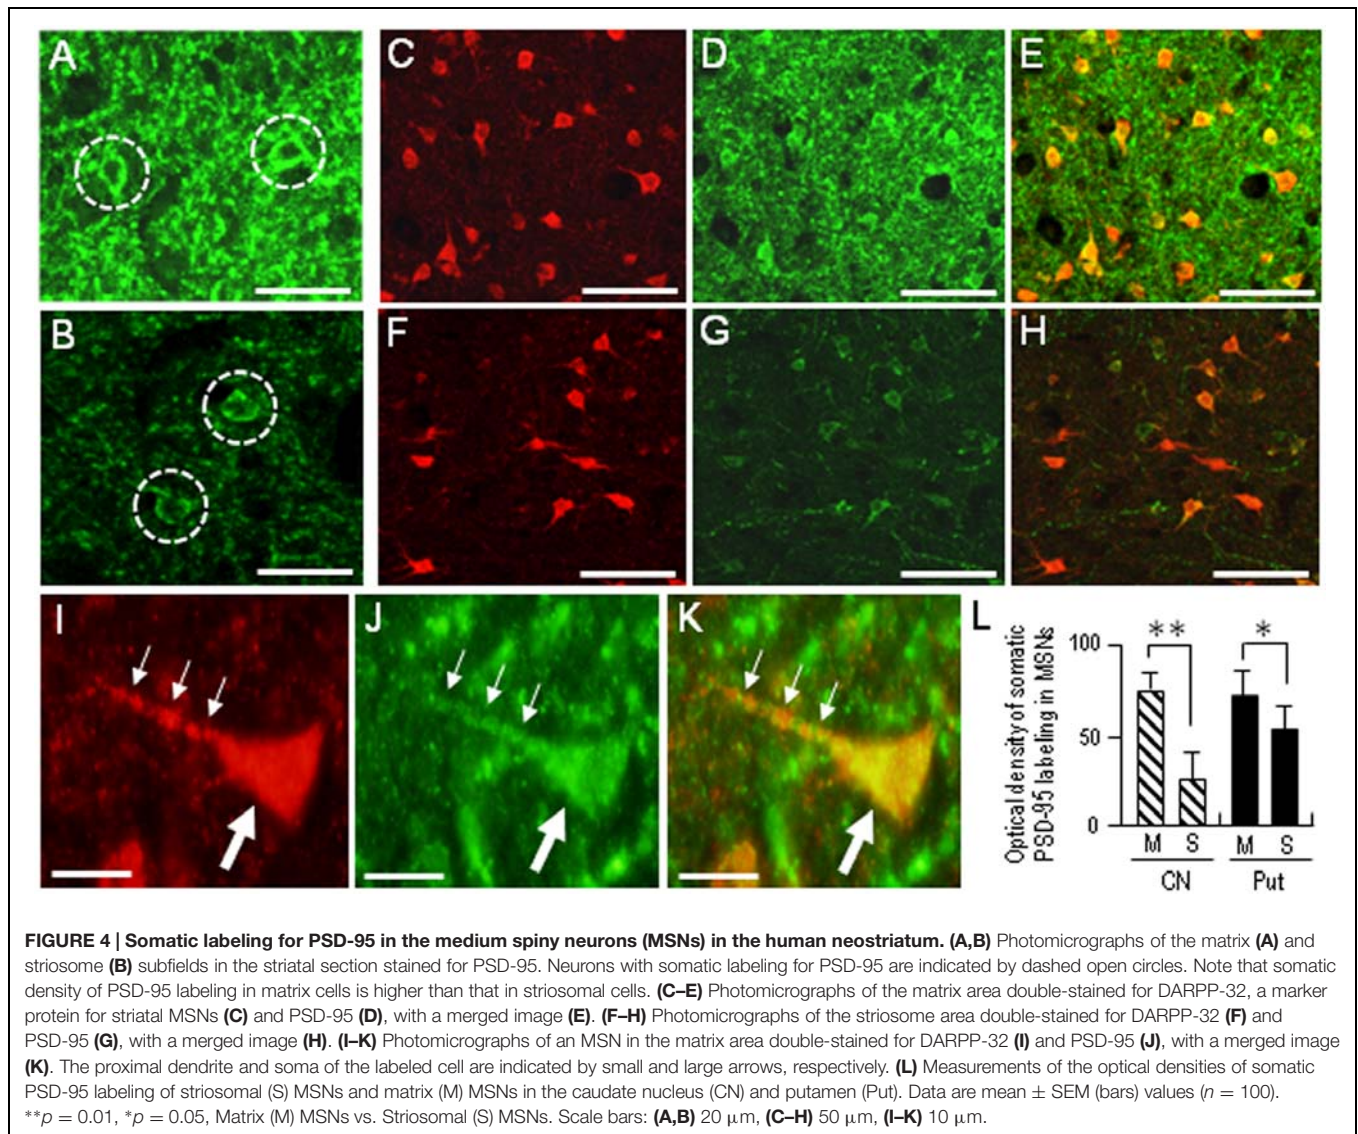 A
C
D
E
B
F
G
H
I
J
K
L
Optical density of somatic
PSD-95 labeling in MSNs
100
50
0
** *
M S M S
CN Put
FIGURE 4 | Somatic labeling for PSD-95 in the medium spiny neurons (MSNs) in the human neostriatum. (A,B) Photomicrographs of the matrix (A) and
striosome (B) subfields in the striatal section stained for PSD-95. Neurons with somatic labeling for PSD-95 are indicated by dashed open circles. Note that somatic
density of PSD-95 labeling in matrix cells is higher than that in striosomal cells. (C–E) Photomicrographs of the matrix area double-stained for DARPP-32, a marker
protein for striatal MSNs (C) and PSD-95 (D), with a merged image (E). (F–H) Photomicrographs of the striosome area double-stained for DARPP-32 (F) and
PSD-95 (G), with a merged image (H). (I–K) Photomicrographs of an MSN in the matrix area double-stained for DARPP-32 (I) and PSD-95 (J), with a merged image
(K). The proximal dendrite and soma of the labeled cell are indicated by small and large arrows, respectively. (L) Measurements of the optical densities of somatic
PSD-95 labeling of striosomal (S) MSNs and matrix (M) MSNs in the caudate nucleus (CN) and putamen (Put). Data are mean ± SEM (bars) values (n = 100).
**p = 0.01, *p = 0.05, Matrix (M) MSNs vs. Striosomal (S) MSNs. Scale bars: (A,B) 20 μm, (C–H) 50 μm, (I–K) 10 μm.